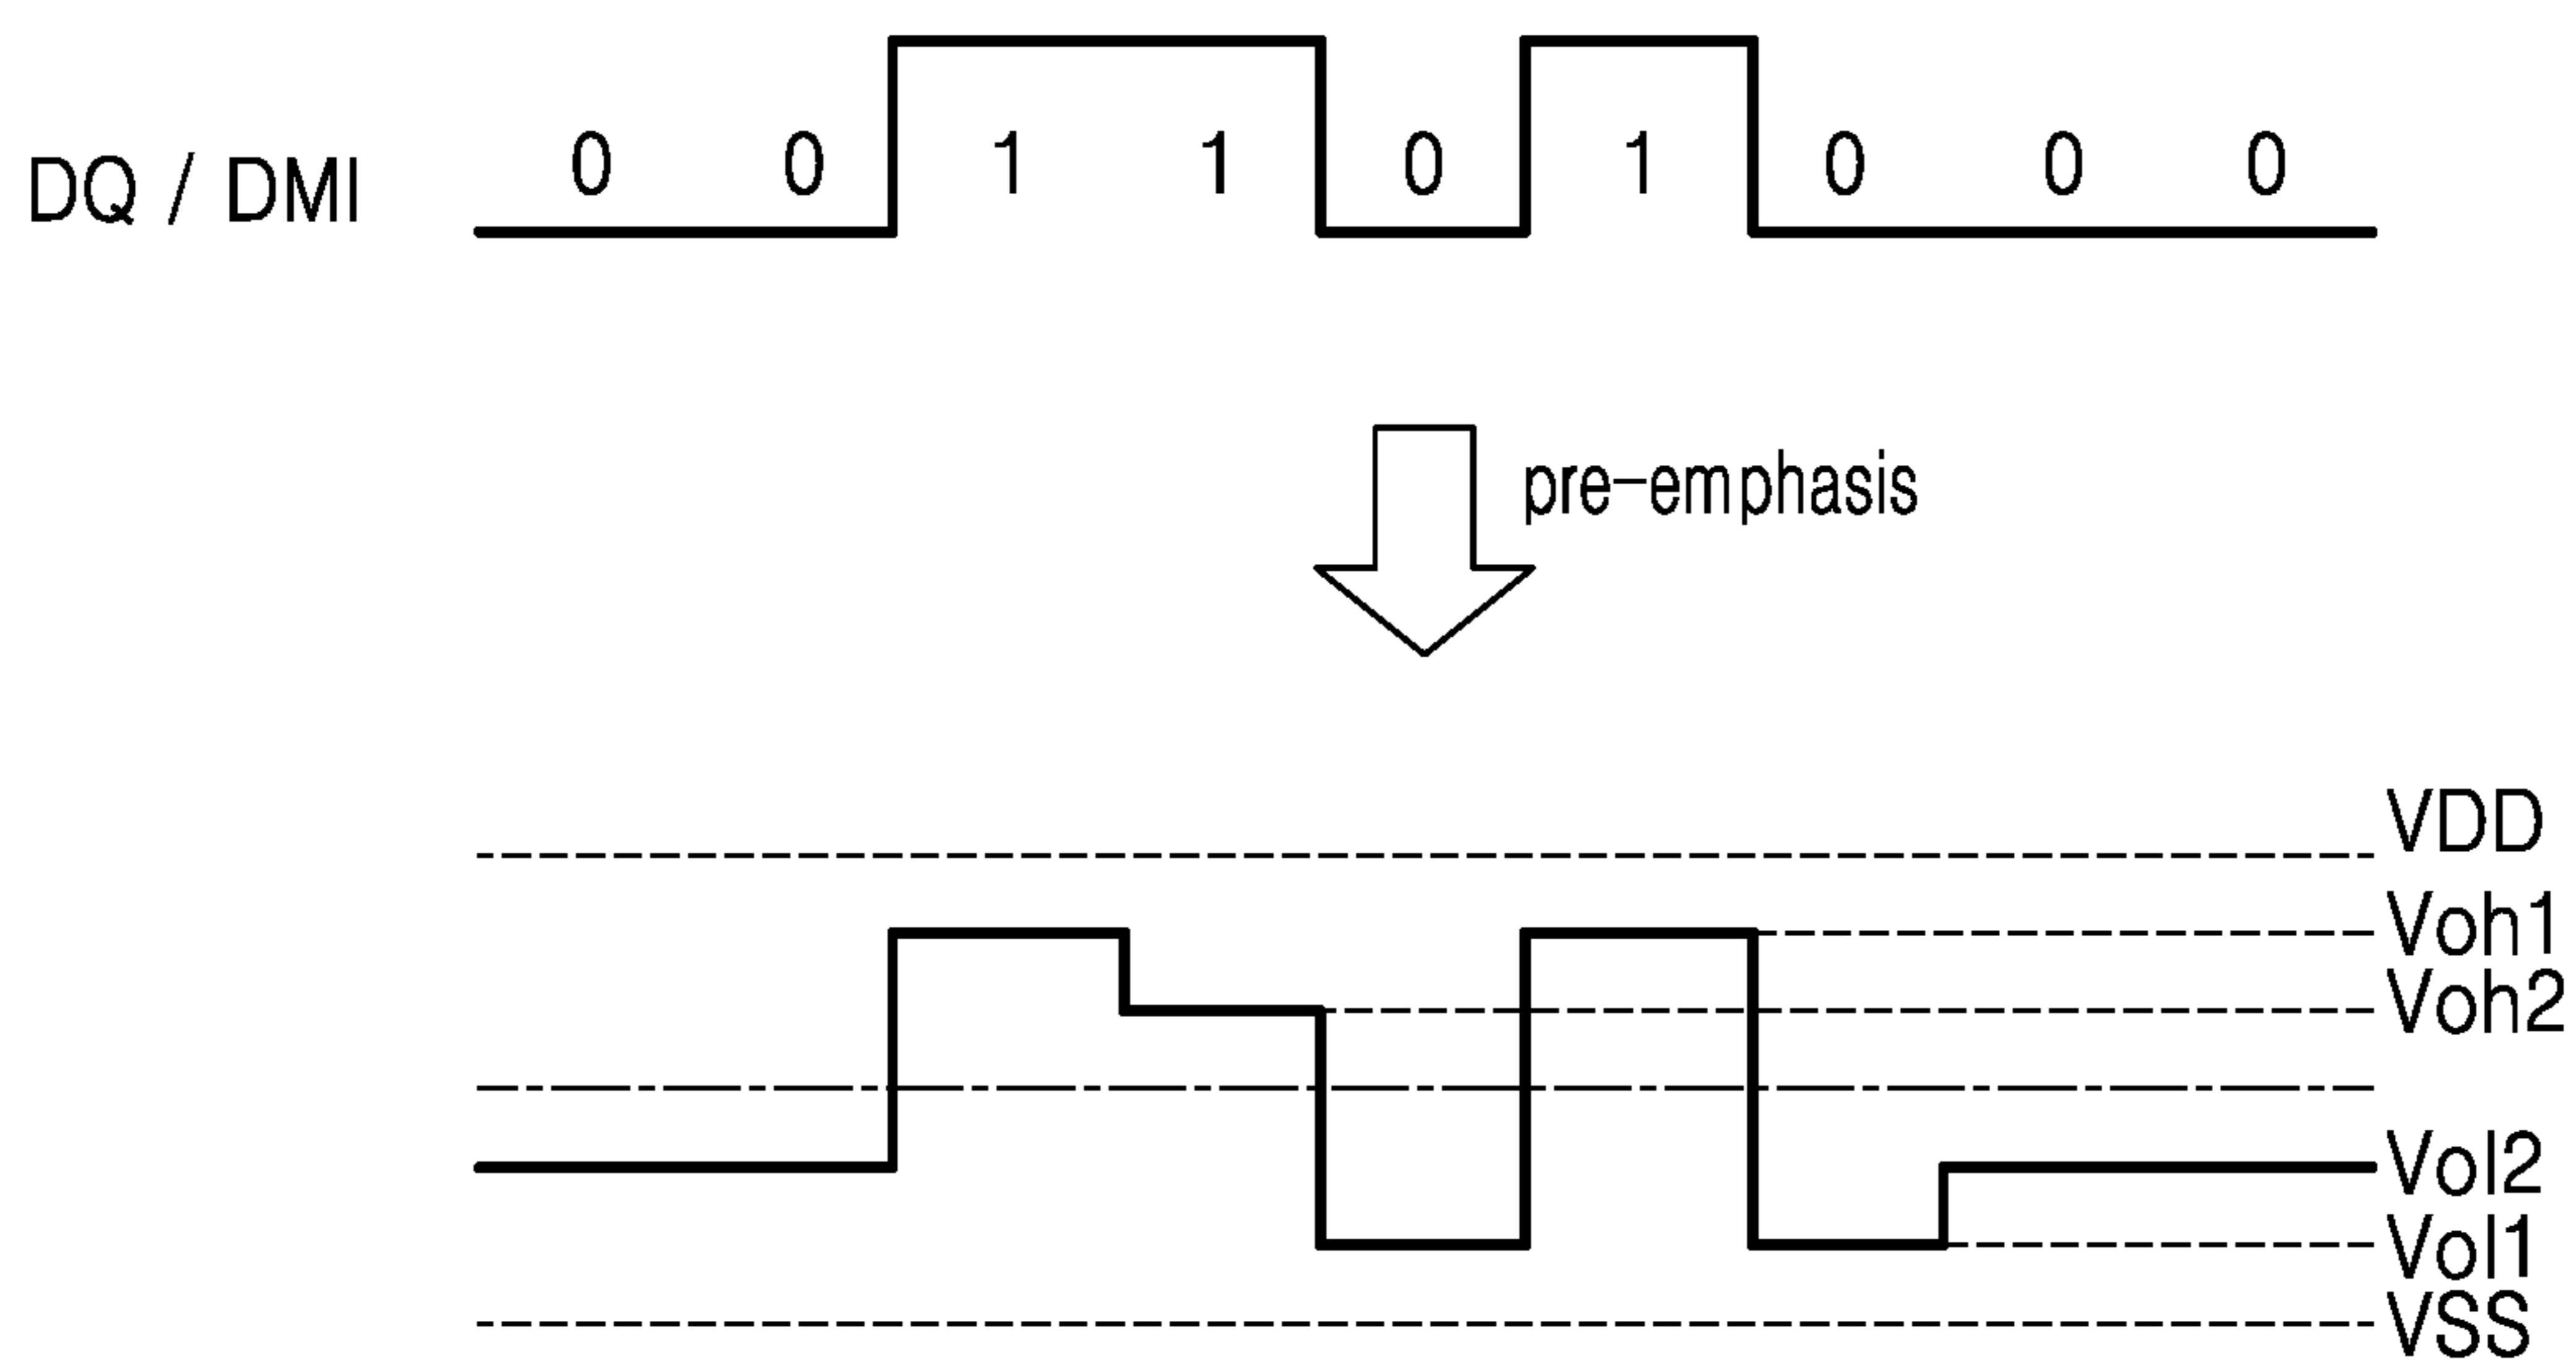 DQ / DMI 0 0 1 1 0 1 0 0 0
pre-emphasis
VDD
Voh1
Voh2
Vol2
Vol1
VSS